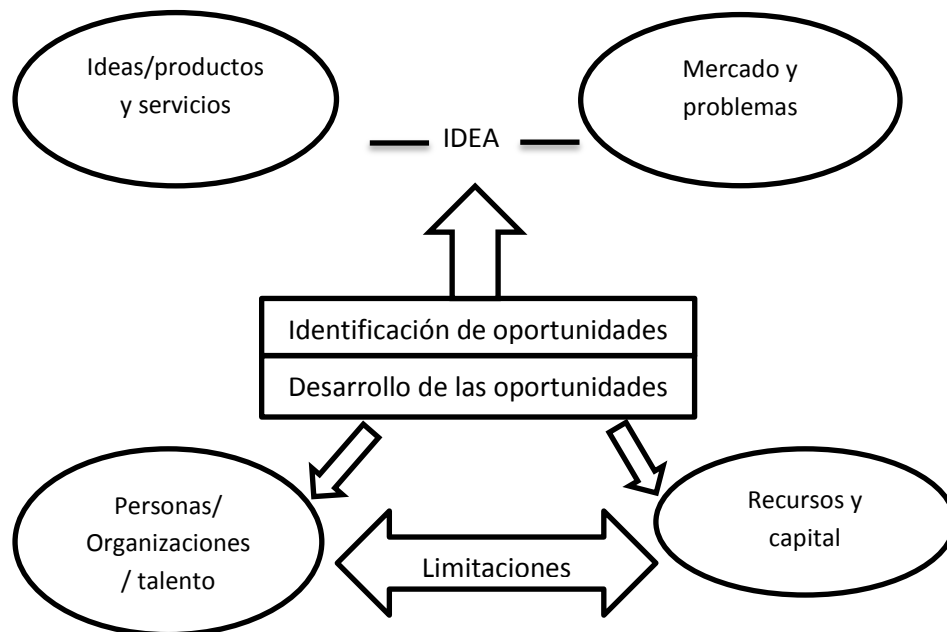 Ideas/productos
y servicios
Mercado y
problemas
IDEA
Identificación de oportunidades
Desarrollo de las oportunidades
Personas/
Organizaciones
/ talento
Limitaciones
Recursos y
capital